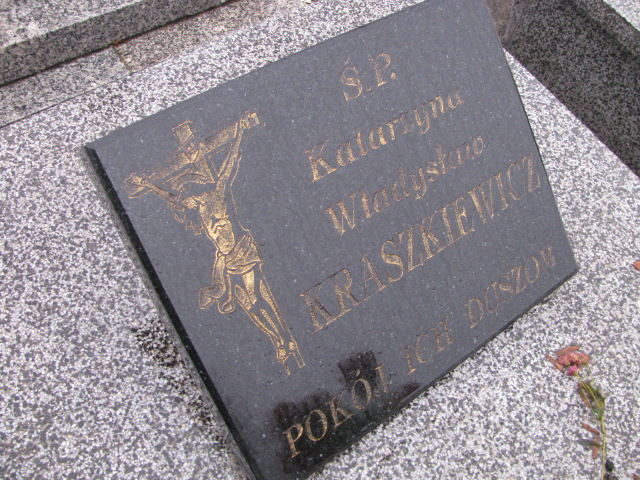 Ś.P.
Katarzyna
Władysław
KRASZKIEWICZ
POKÓJ ICH DUSZOM